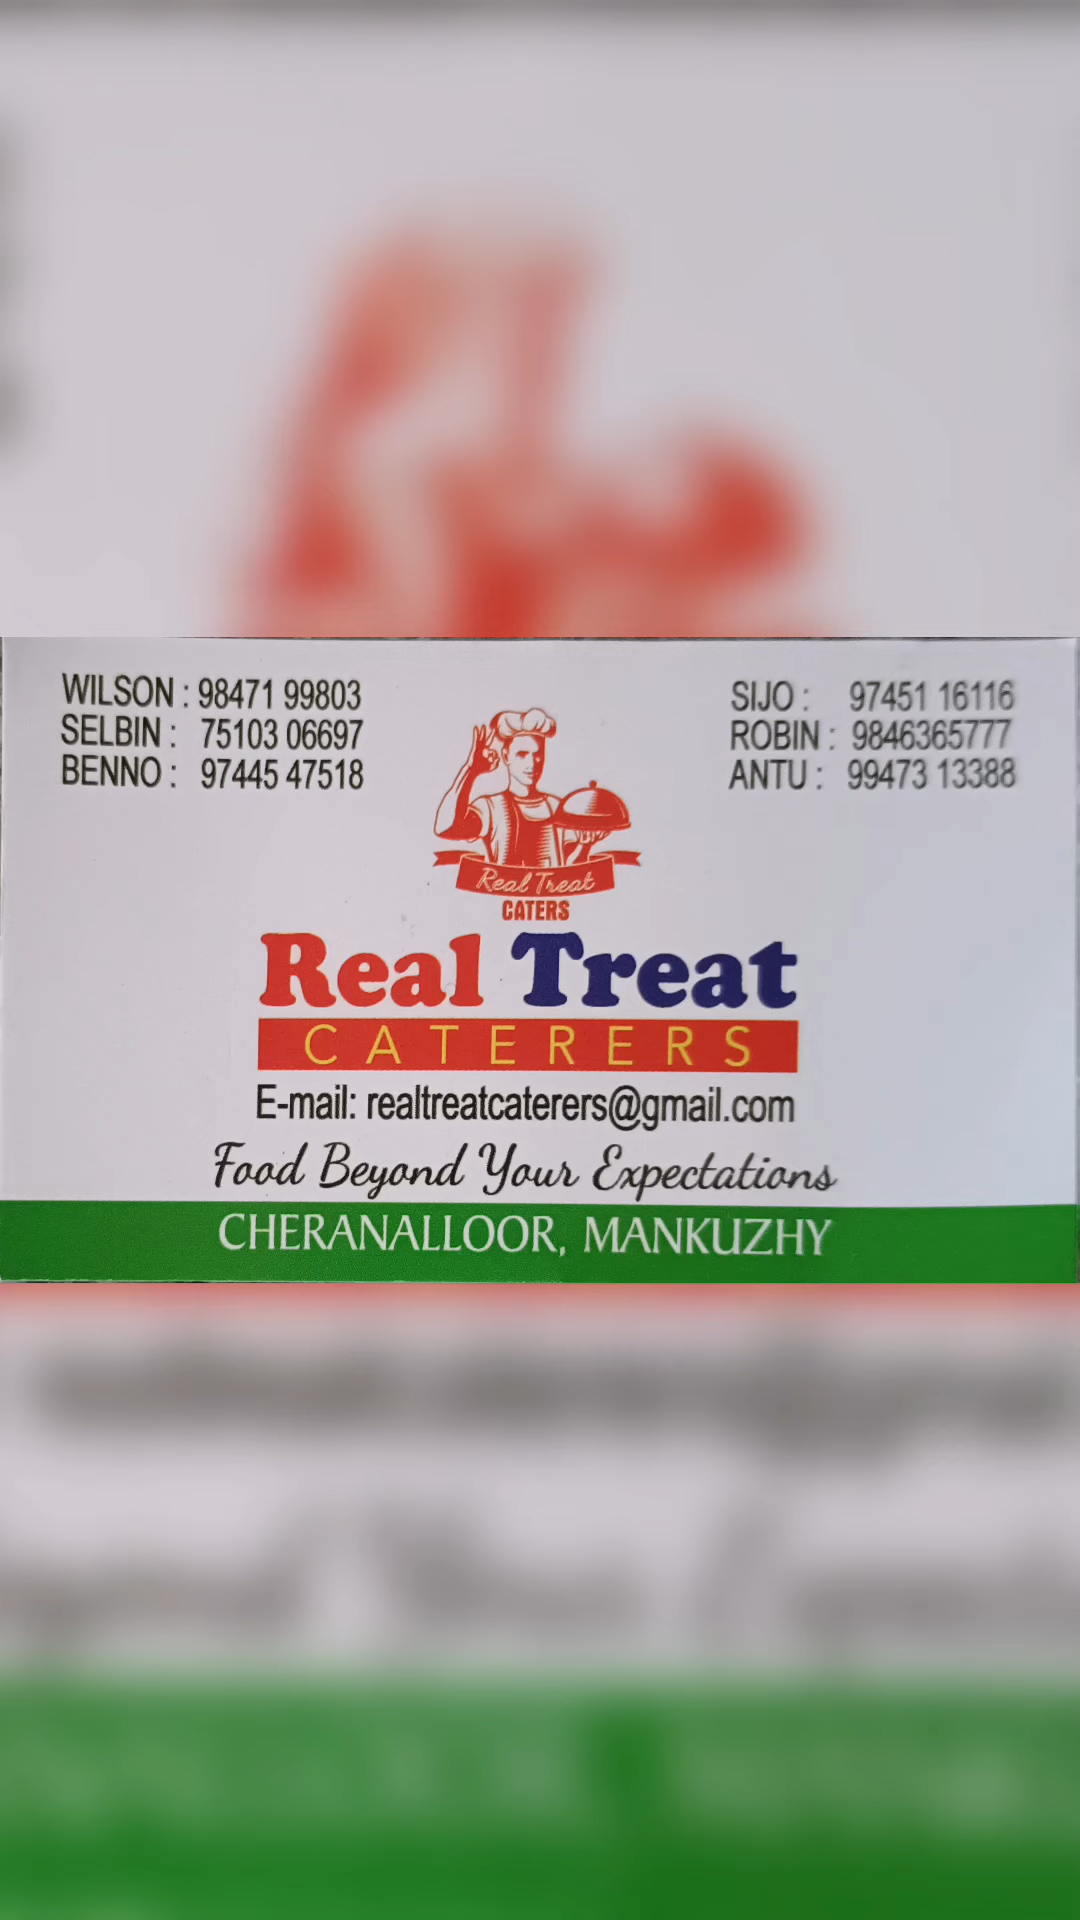 WILSON : 98471 99803
SELBIN : 75103 06697
BENNO : 97445 47518
SIJO : 97451 16116
ROBIN : 9846365777
ANTU : 99473 13388
Real Treat
CATERS
Real Treat
CATERERS
E-mail: realtreatcaterers@gmail.com
Food Beyond Your Expectations
CHERANALLOOR, MANKUZHY